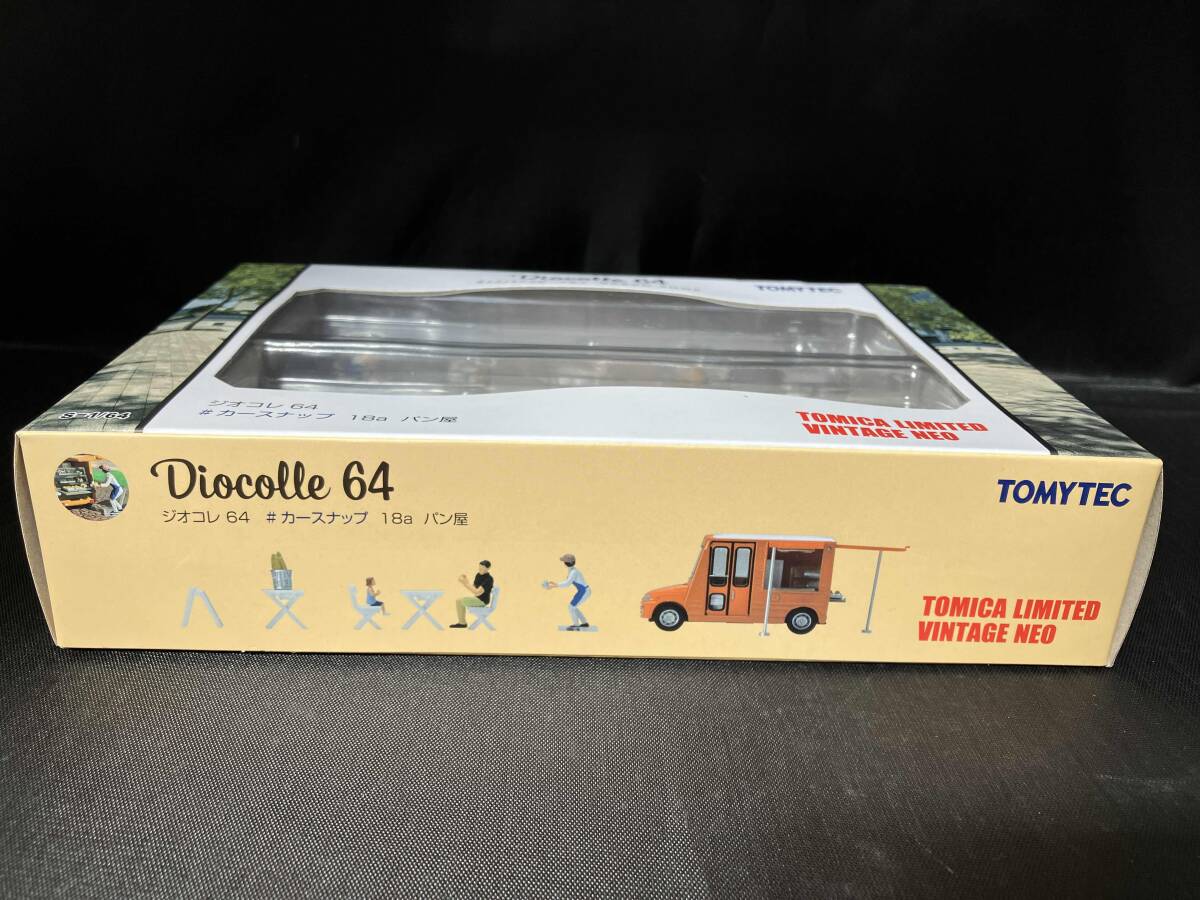 Diocolle 64
TOMYTEC
S=1/64
ジオコレ 64
# カースナップ 18a パン屋
TOMICA LIMITED
VINTAGE NEO
Diocolle 64
ジオコレ 64 # カースナップ 18a パン屋
TOMYTEC
TOMICA LIMITED
VINTAGE NEO